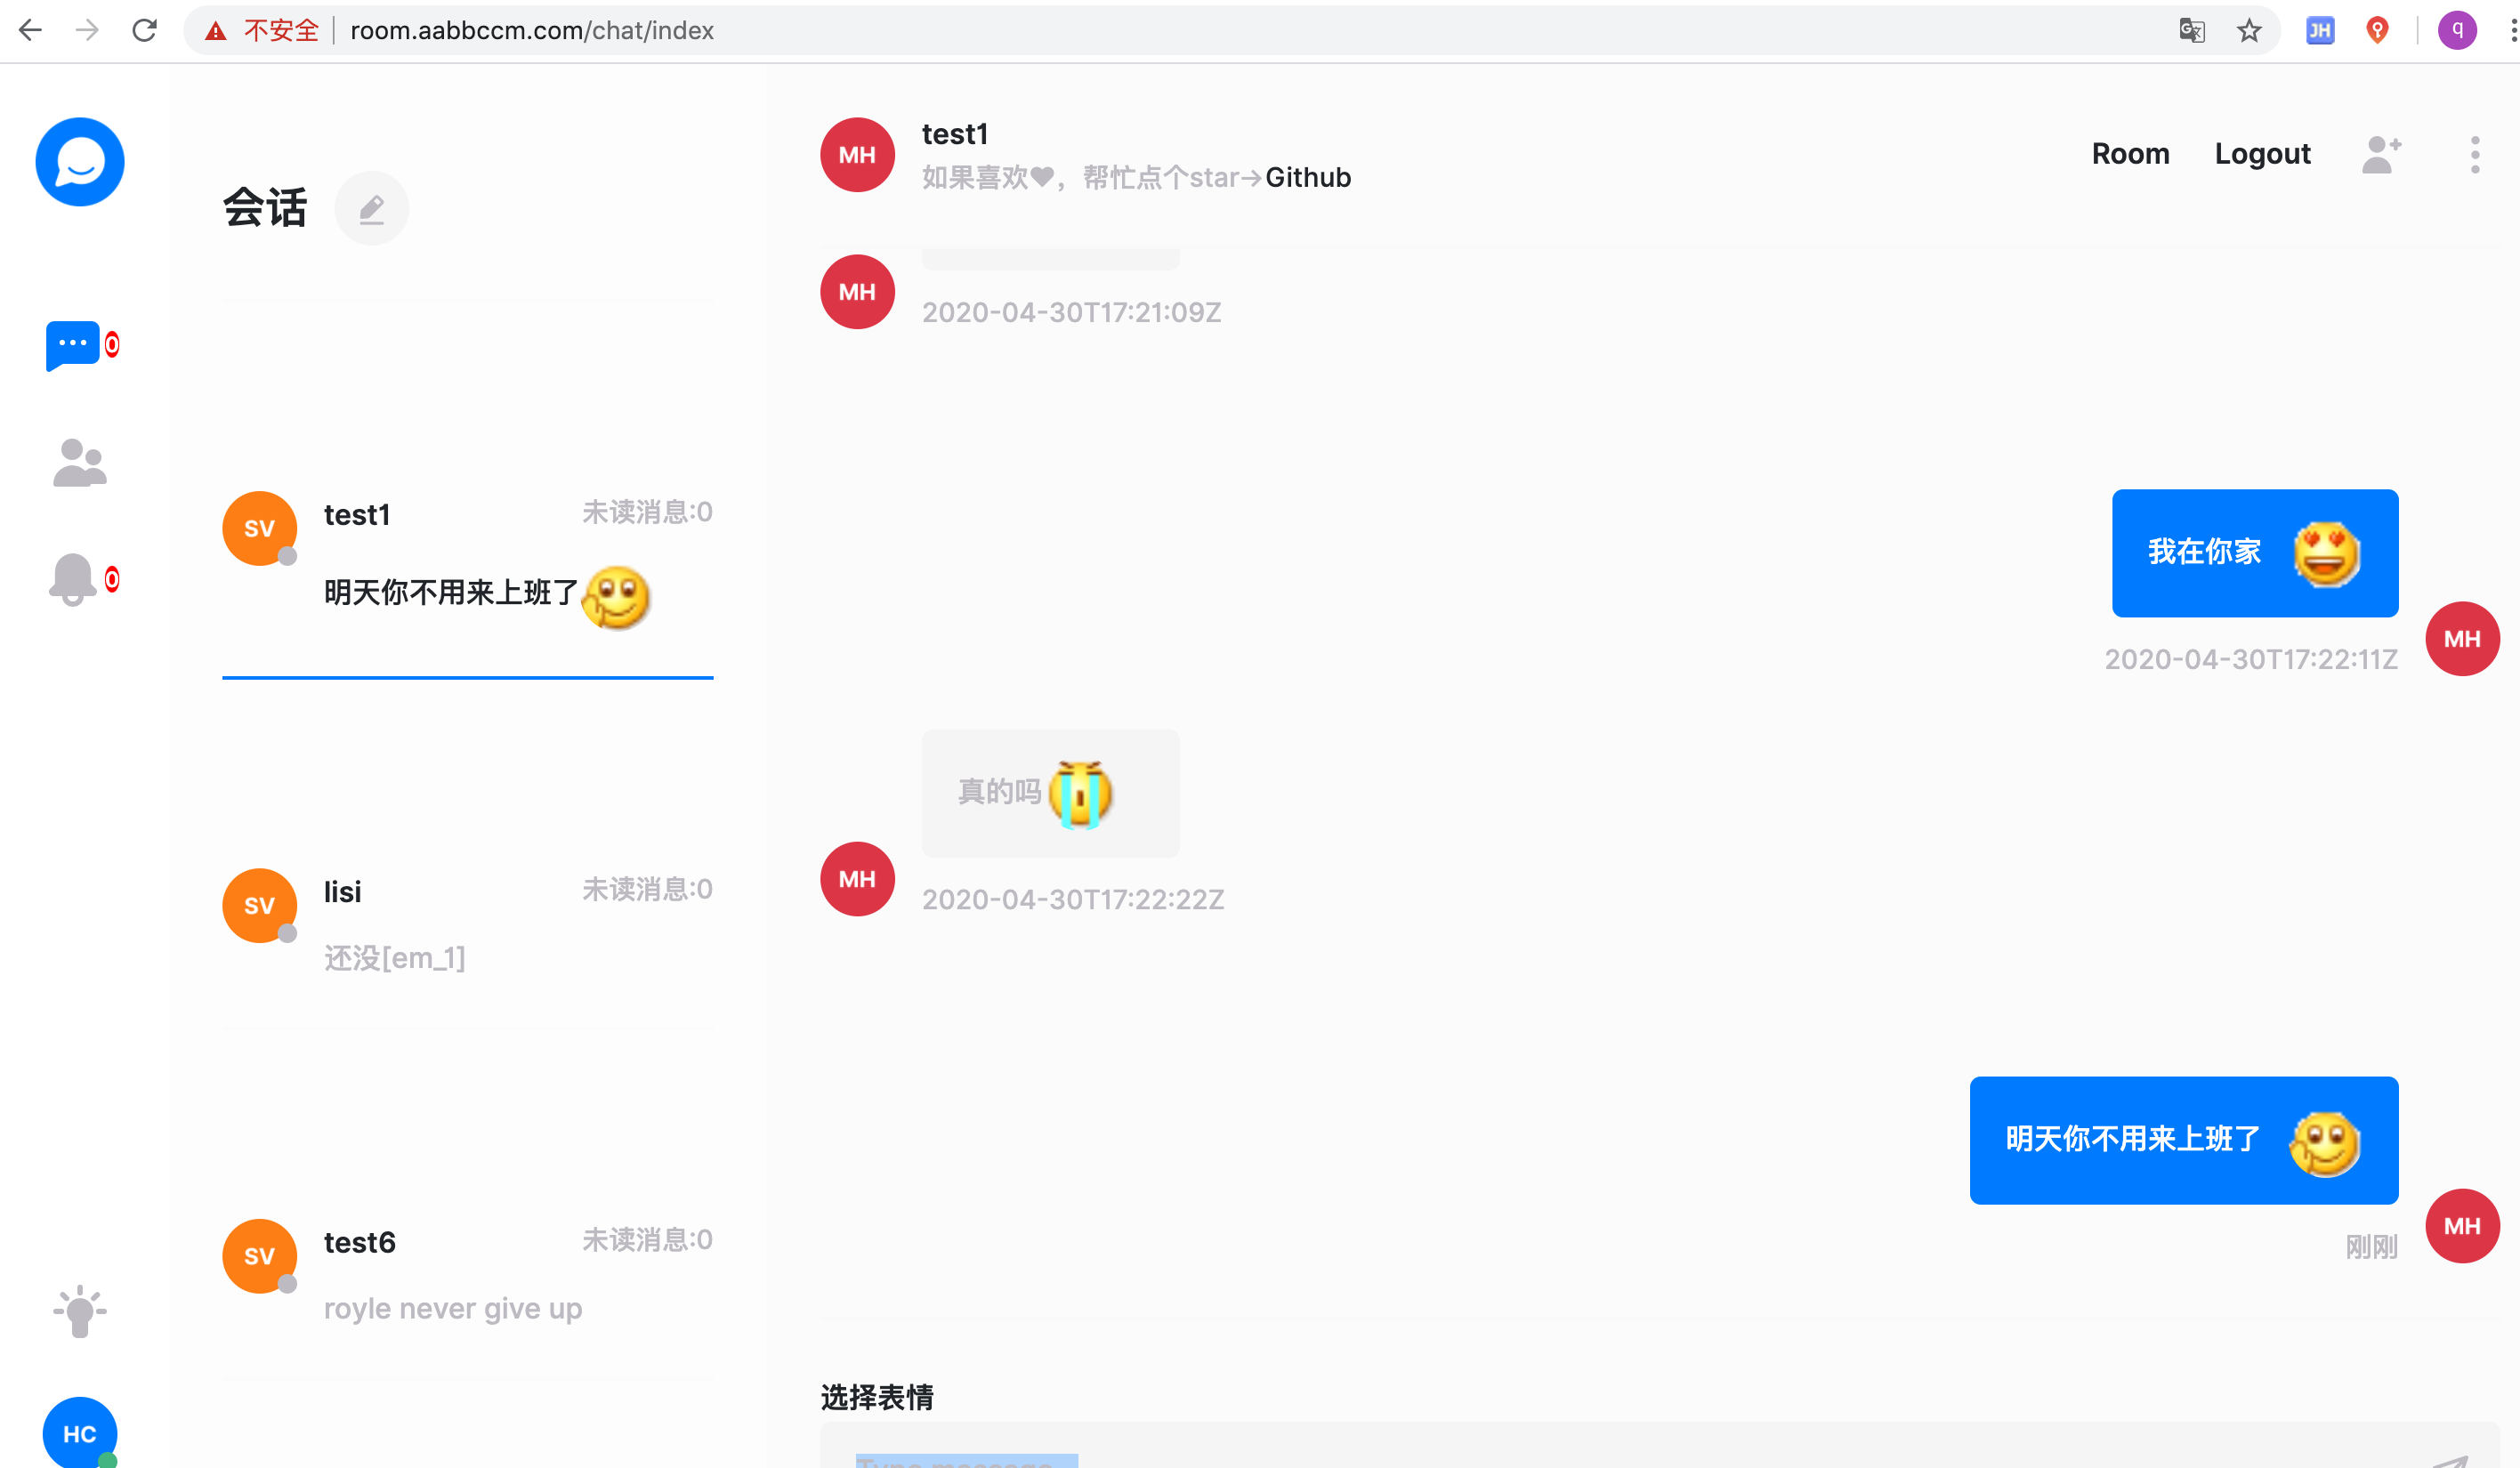 不安全 room.aabbccm.com/chat/index
JH
q
会话
0
0
SV
test1
未读消息:0
明天你不用来上班了
SV
lisi
未读消息:0
还没[em_1]
SV
test6
未读消息:0
royle never give up
HC
MH
test1
如果喜欢❤,帮忙点个star→Github
Room
Logout
MH
2020-04-30T17:21:09Z
我在你家
MH
2020-04-30T17:22:11Z
真的吗
MH
2020-04-30T17:22:22Z
明天你不用来上班了
MH
刚刚
选择表情